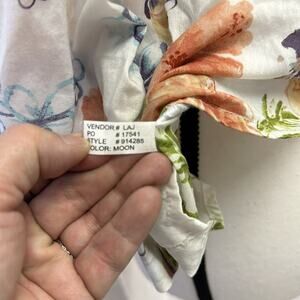 VENDOR# LAJ
PO # 17541
STYLE # 914285
COLOR: MOON